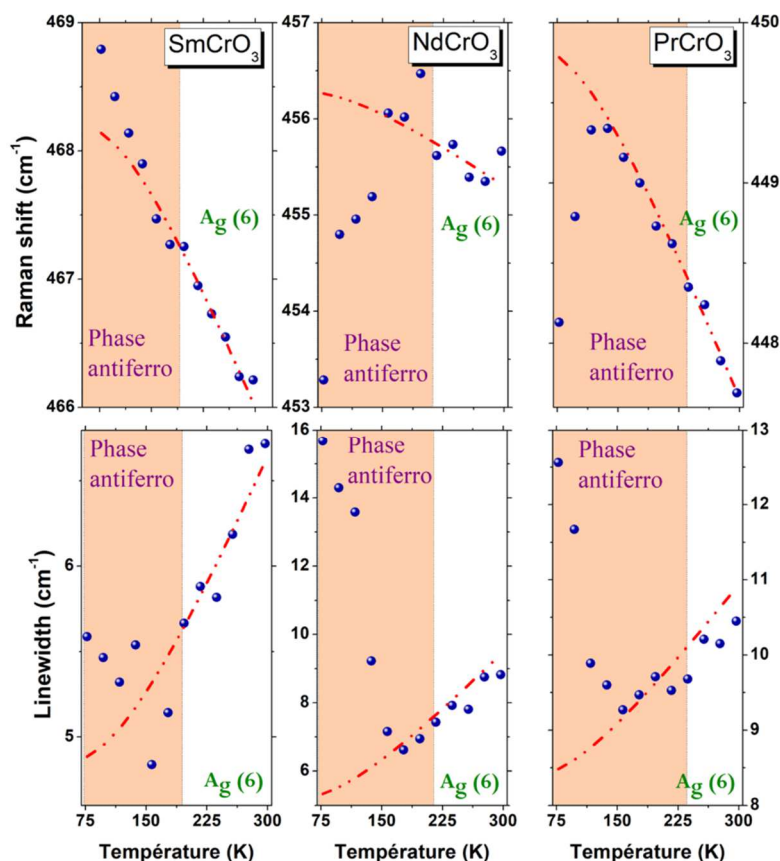 SmCrO3
NdCrO3
PrCrO3
469
468
467
466
Raman shift (cm-1)
Ag (6)
Phase
antiferro
457
456
455
454
453
Ag (6)
Phase
antiferro
450
449
448
Ag (6)
Phase
antiferro
6
5
Linewidth (cm-1)
Phase
antiferro
Ag (6)
75 150 225 300
Température (K)
16
14
12
10
8
6
Phase
antiferro
Ag (6)
75 150 225 300
Température (K)
13
12
11
10
9
8
Phase
antiferro
Ag (6)
75 150 225 300
Température (K)